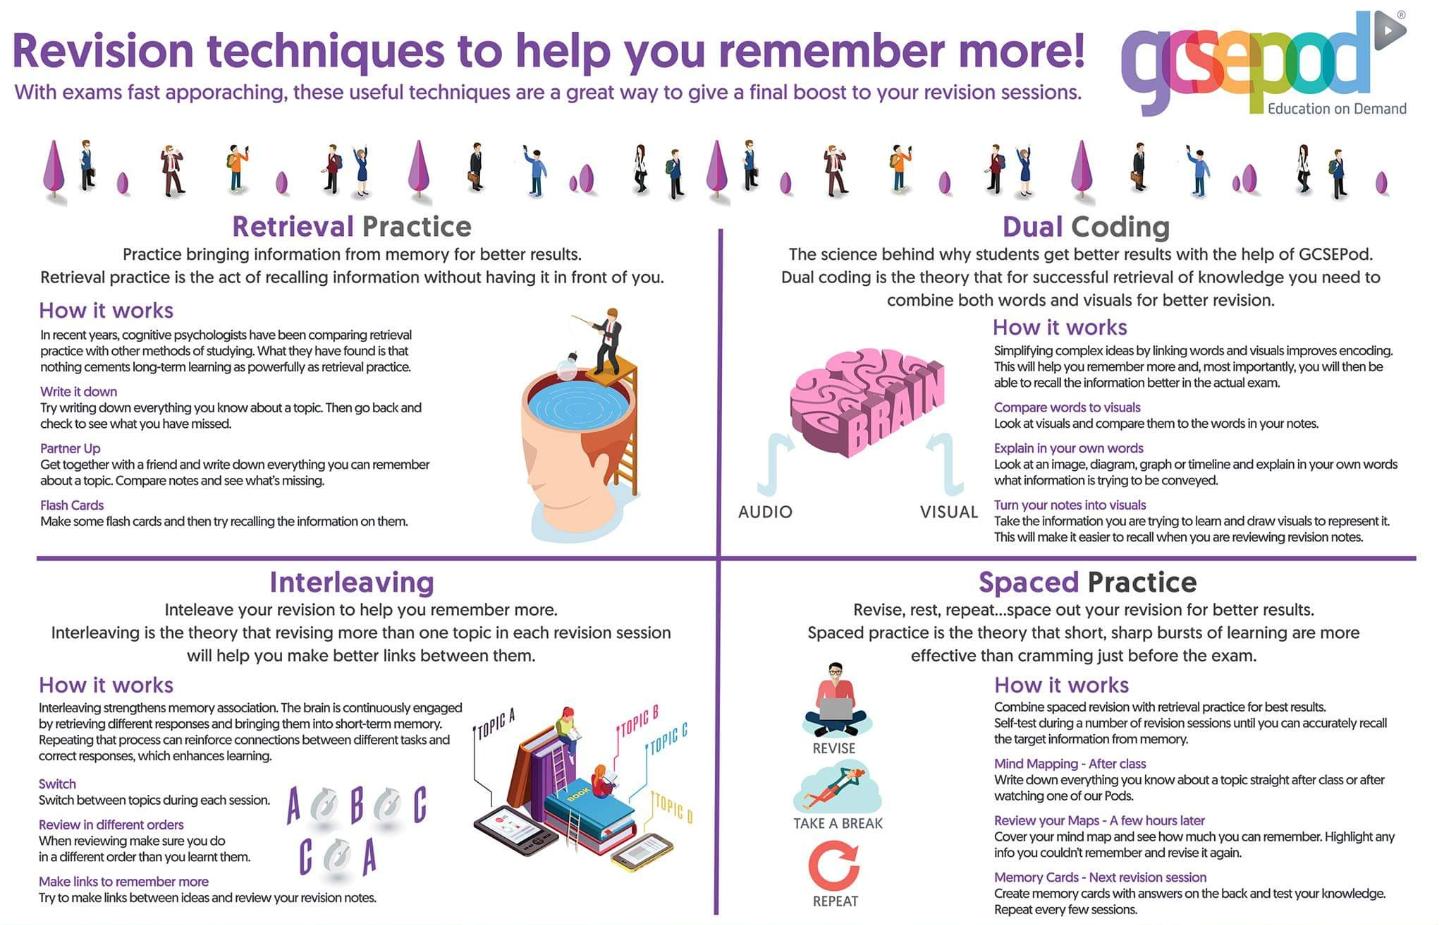 Revision techniques to help you remember more!
With exams fast apporaching, these useful techniques are a great way to give a final boost to your revision sessions.
gcsepod®
Education on Demand
Retrieval Practice
Practice bringing information from memory for better results.
Retrieval practice is the act of recalling information without having it in front of you.
How it works
In recent years, cognitive psychologists have been comparing retrieval
practice with other methods of studying. What they have found is that
nothing cements long-term learning as powerfully as retrieval practice.
Write it down
Try writing down everything you know about a topic. Then go back and
check to see what you have missed.
Partner Up
Get together with a friend and write down everything you can remember
about a topic. Compare notes and see what's missing.
Flash Cards
Make some flash cards and then try recalling the information on them.
Dual Coding
The science behind why students get better results with the help of GCSEPod.
Dual coding is the theory that for successful retrieval of knowledge you need to
combine both words and visuals for better revision.
BRAIN
AUDIO
VISUAL
How it works
Simplifying complex ideas by linking words and visuals improves encoding.
This will help you remember more and, most importantly, you will then be
able to recall the information better in the actual exam.
Compare words to visuals
Look at visuals and compare them to the words in your notes.
Explain in your own words
Look at an image, diagram, graph or timeline and explain in your own words
what information is trying to be conveyed.
Turn your notes into visuals
Take the information you are trying to learn and draw visuals to represent it.
This will make it easier to recall when you are reviewing revision notes.
Interleaving
Inteleave your revision to help you remember more.
Interleaving is the theory that revising more than one topic in each revision session
will help you make better links between them.
How it works
Interleaving strengthens memory association. The brain is continuously engaged
by retrieving different responses and bringing them into short-term memory.
Repeating that process can reinforce connections between different tasks and
correct responses, which enhances learning.
Switch
Switch between topics during each session.
Review in different orders
When reviewing make sure you do
in a different order than you learnt them.
Make links to remember more
Try to make links between ideas and review your revision notes.
A B C
C A
TOPIC A
TOPIC B
TOPIC C
TOPIC D
BOOK
Spaced Practice
Revise, rest, repeat...space out your revision for better results.
Spaced practice is the theory that short, sharp bursts of learning are more
effective than cramming just before the exam.
REVISE
TAKE A BREAK
REPEAT
How it works
Combine spaced revision with retrieval practice for best results.
Self-test during a number of revision sessions until you can accurately recall
the target information from memory.
Mind Mapping - After class
Write down everything you know about a topic straight after class or after
watching one of our Pods.
Review your Maps - A few hours later
Cover your mind map and see how much you can remember. Highlight any
info you couldn't remember and revise it again.
Memory Cards - Next revision session
Create memory cards with answers on the back and test your knowledge.
Repeat every few sessions.